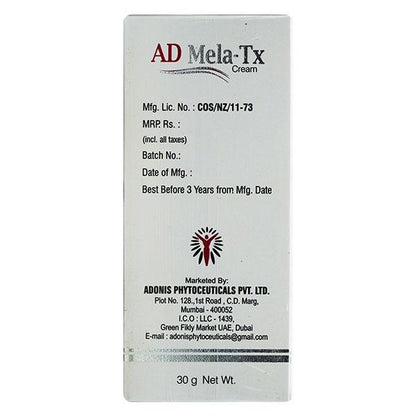 AD Mela-Tx
Cream
Mfg. Lic. No. : COS/NZ/11-73
MRP. Rs. :
(incl. all taxes)
Batch No.:
Date of Mfg. :
Best Before 3 Years from Mfg. Date
Marketed By:
ADONIS PHYTOCEUTICALS PVT. LTD.
Plot No. 128.,1st Road , C.D. Marg,
Mumbai - 400052
I.C.O : LLC - 1439,
Green Fikly Market UAE, Dubai
E-mail : adonisphytoceuticals@gmail.com
30 g Net Wt.